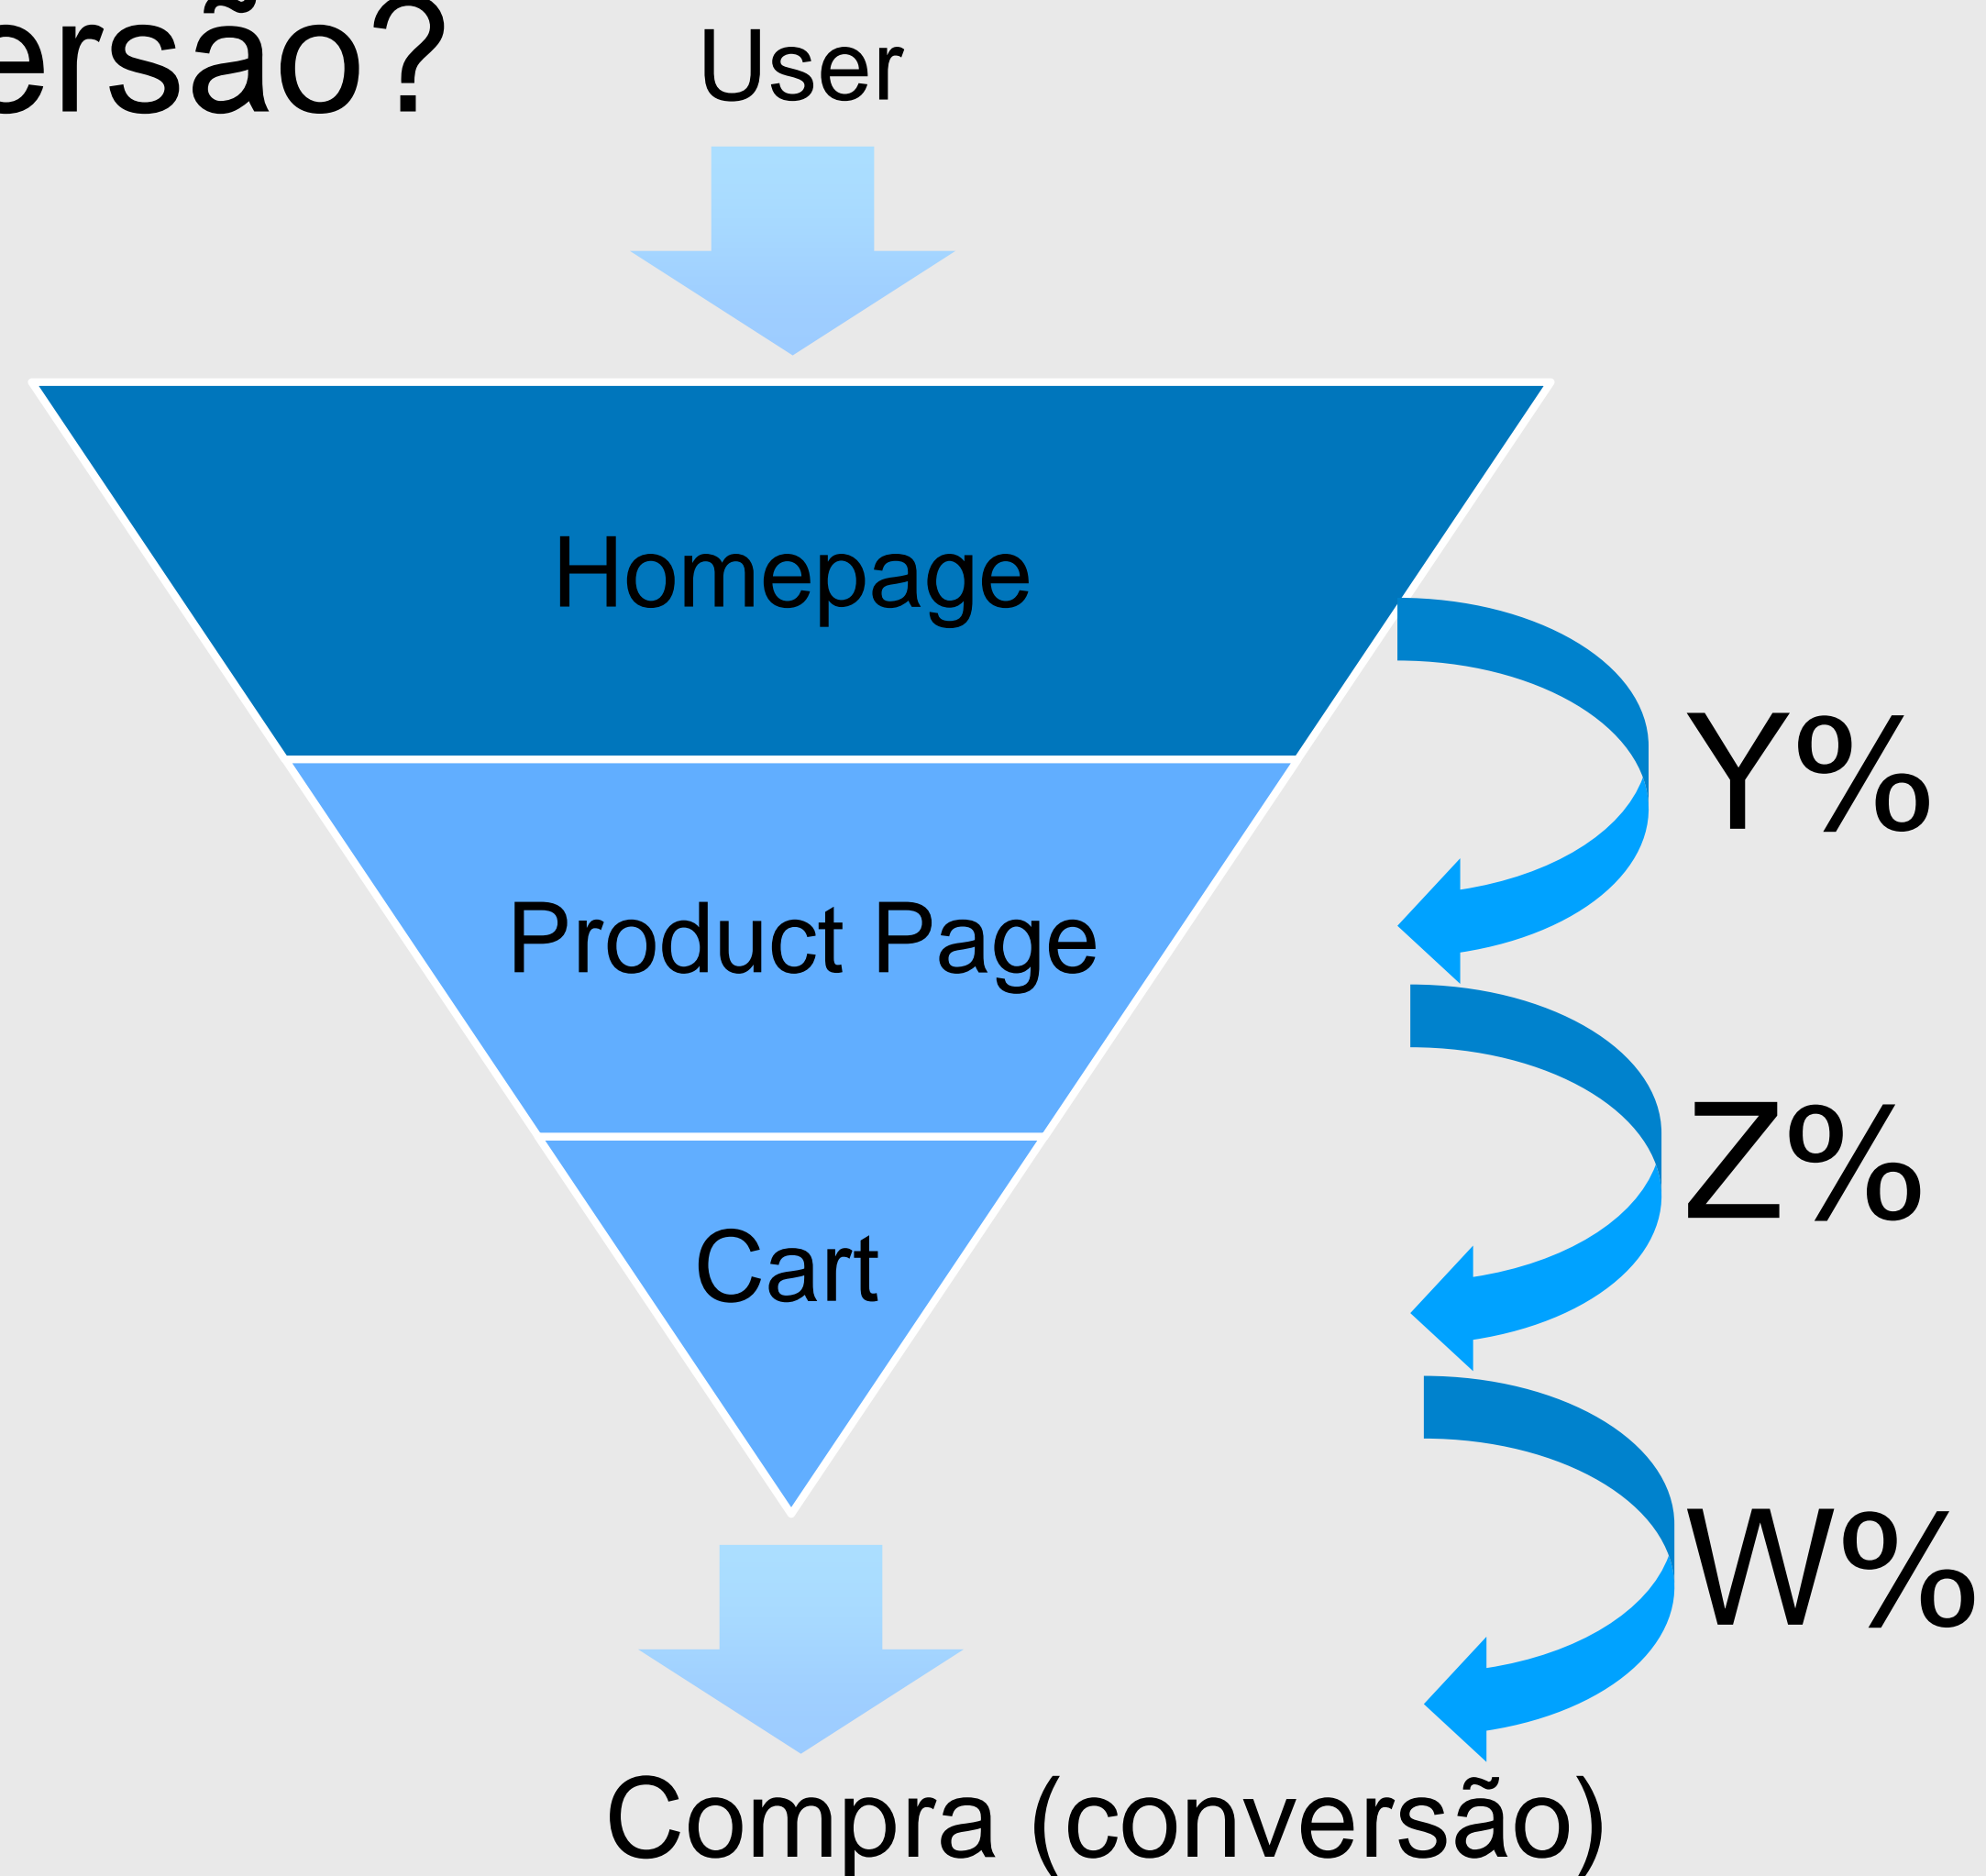 ersão?
User
Homepage
Y%
Product Page
Z%
Cart
W%
Compra (conversão)